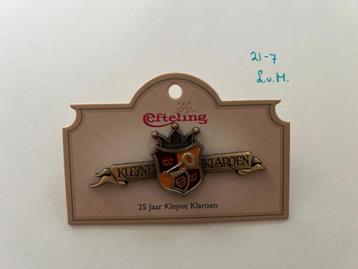 21-7
L.v.M.
Efteling
KLEYNE KLAROEN
25 Jaar Kleyne Klaroen